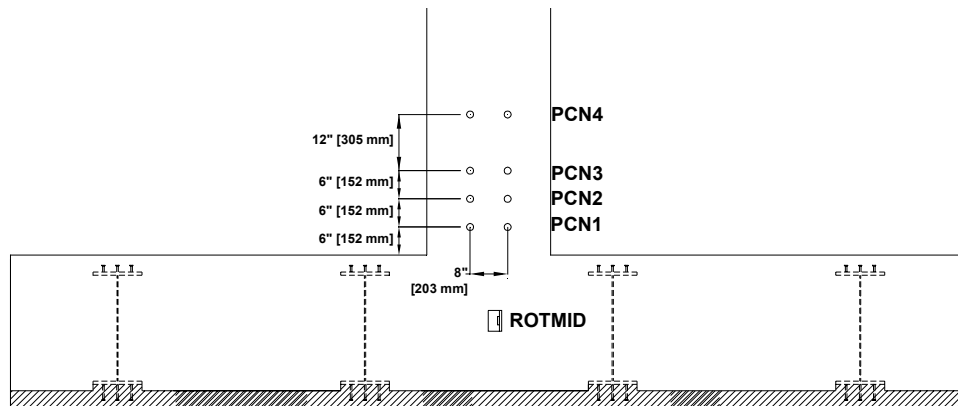 PCN4
12" [305 mm]
PCN3
6" [152 mm]
PCN2
6" [152 mm]
PCN1
6" [152 mm]
8"
[203 mm]
ROTMID